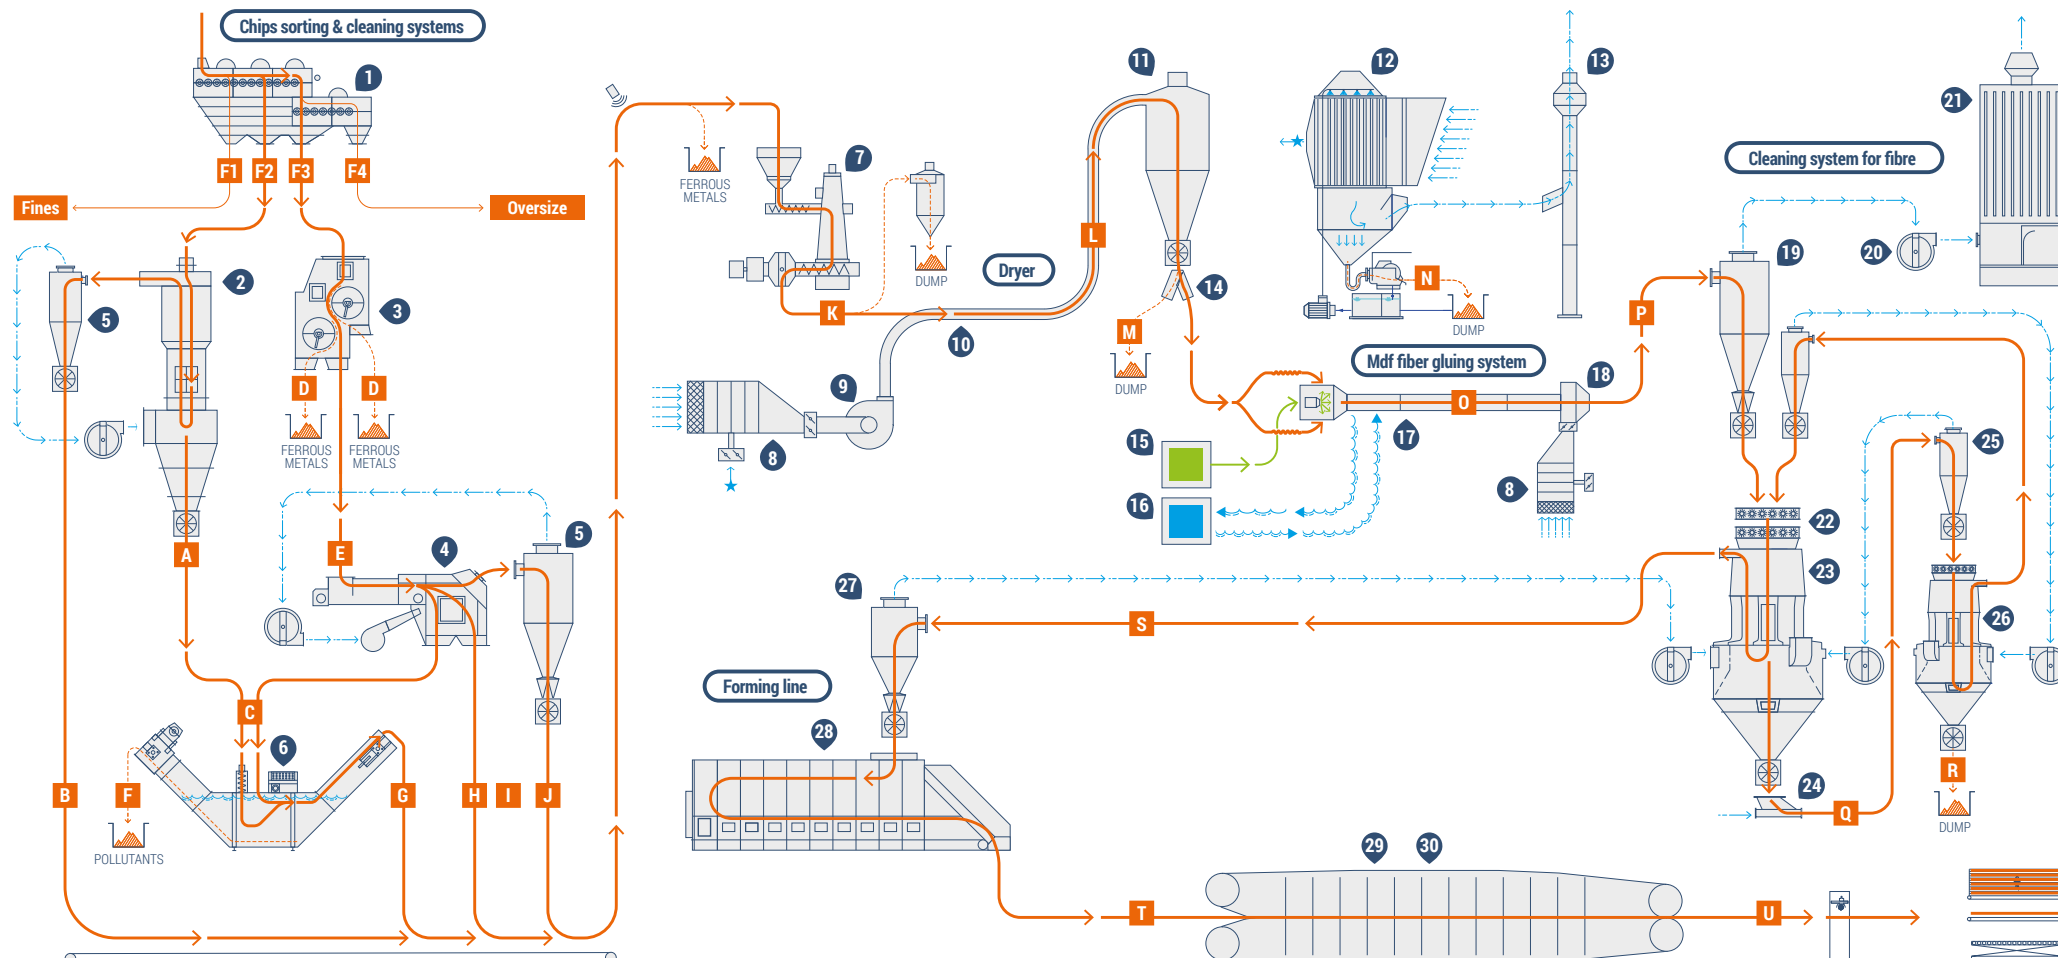 Chips sorting & cleaning systems
1
F1
F2
F3
F4
Fines
Oversize
2
5
3
D
D
FERROUS
METALS
FERROUS
METALS
A
E
4
5
C
6
B
F
G
H
I
J
POLLUTANTS
FERROUS
METALS
7
DUMP
K
Dryer
10
L
11
14
M
DUMP
9
8
12
13
N
DUMP
Mdf fiber gluing system
18
O
17
15
16
8
P
Cleaning system for fibre
19
20
21
25
22
23
26
24
Q
R
DUMP
27
S
Forming line
28
29
30
T
U